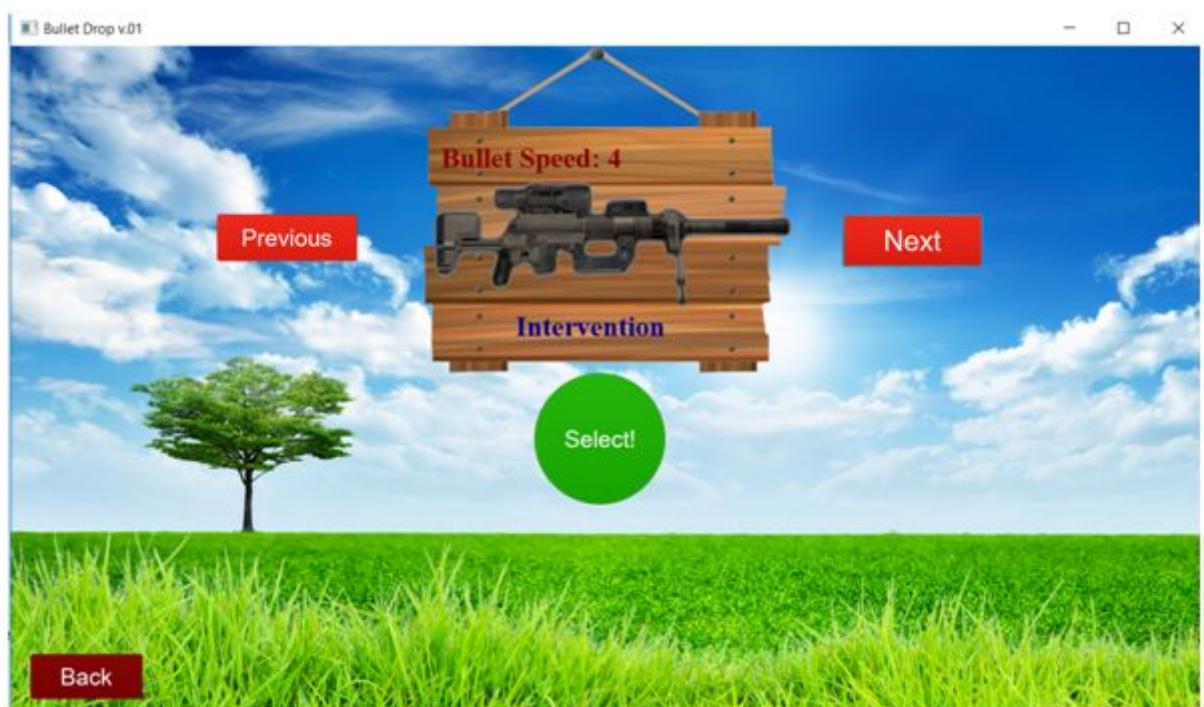 Bullet Drop v.01
Bullet Speed: 4
Previous
Next
Intervention
Select!
Back